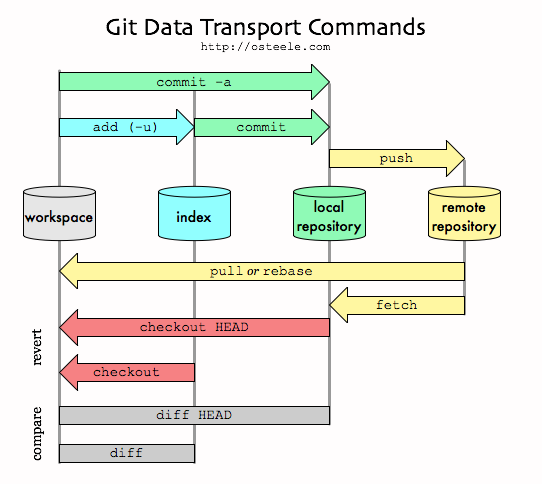 Git Data Transport Commands
http://osteele.com
commit -a
add (-u)
commit
push
workspace
index
local
repository
remote
repository
pull or rebase
fetch
revert
checkout HEAD
checkout
compare
diff HEAD
diff